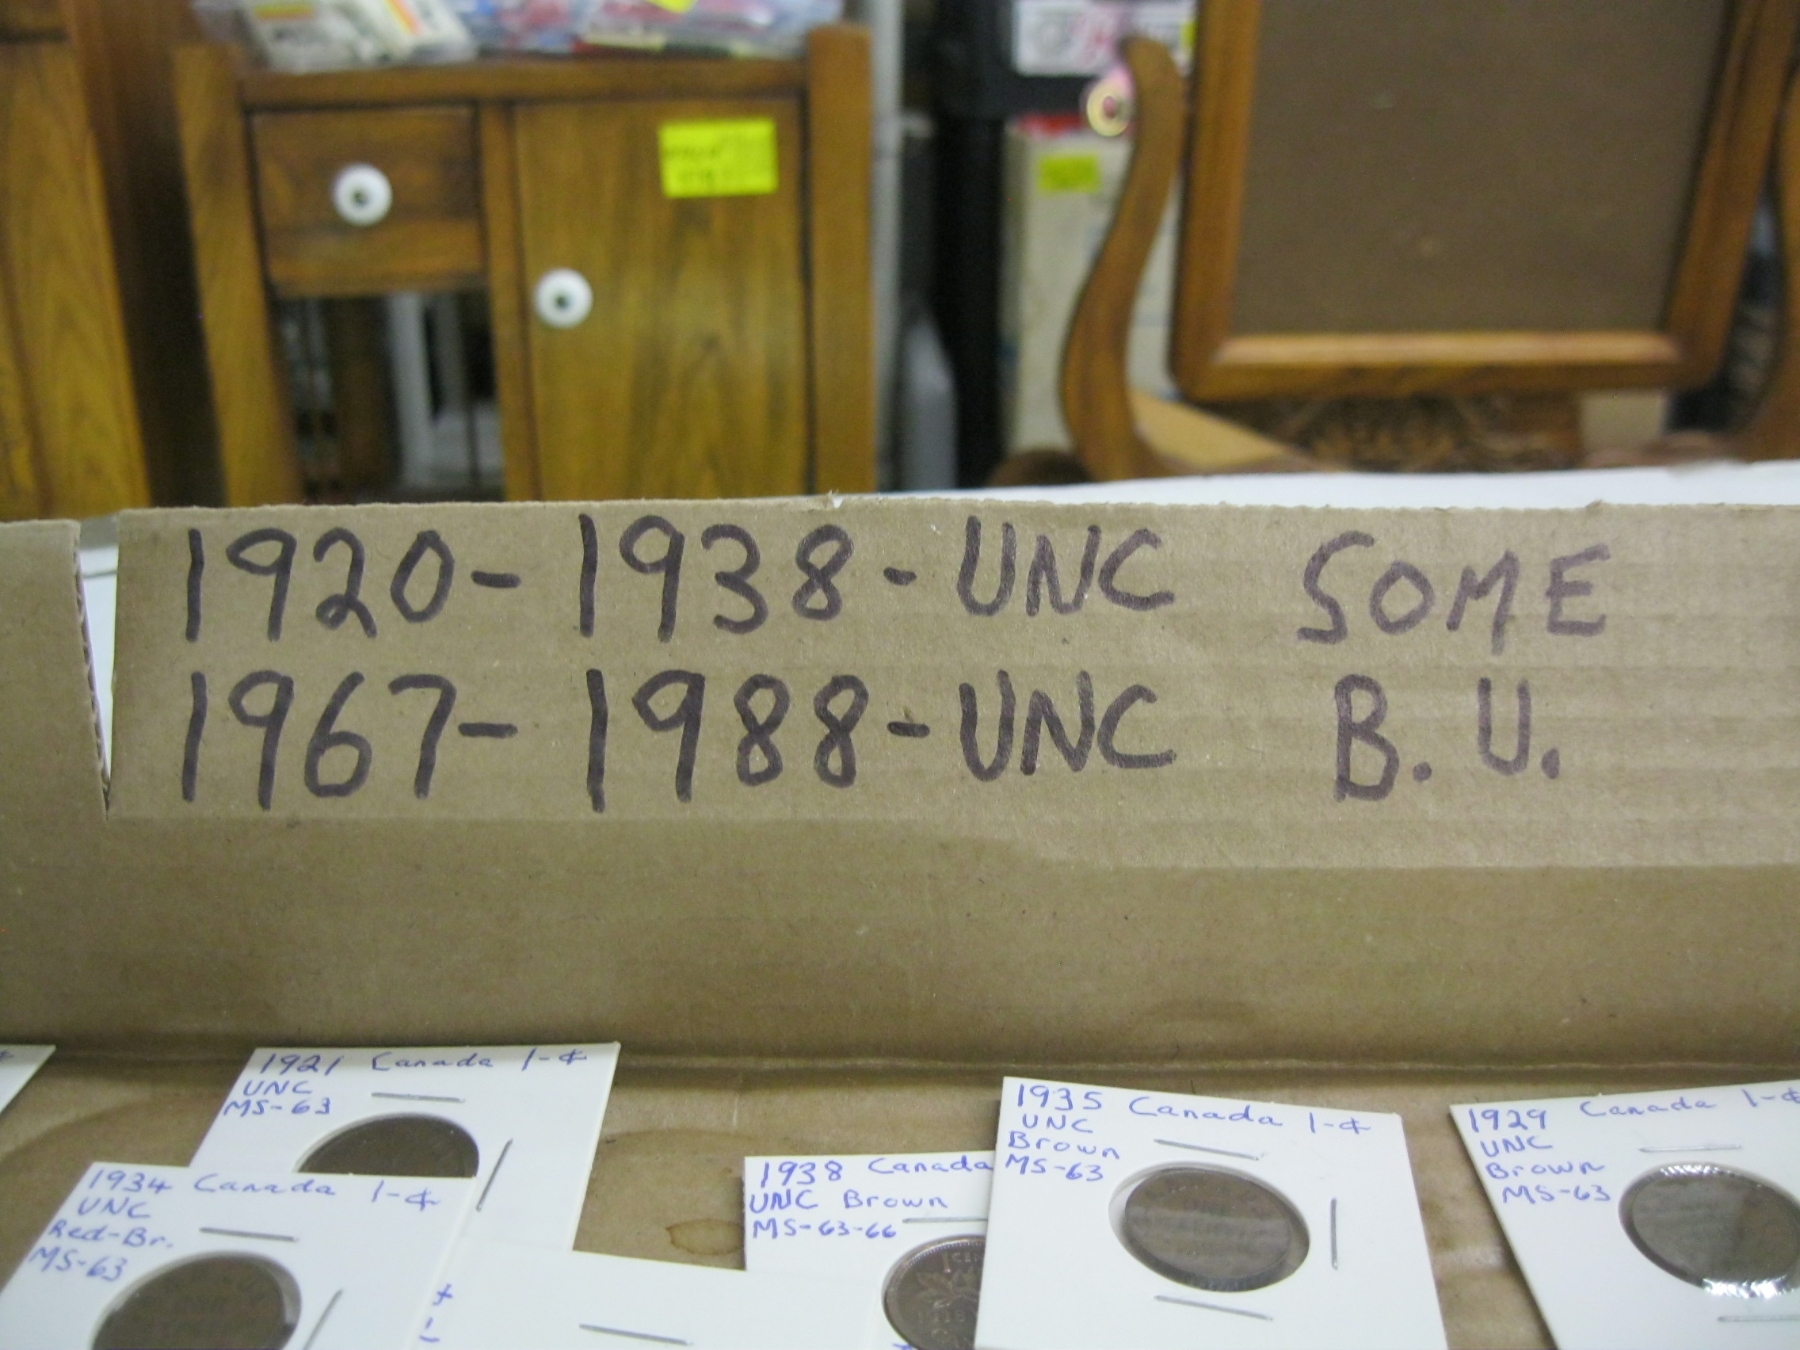 1920- 1938 - UNC SOME
1967- 1988 - UNC B.U.
1921 Canada 1-¢
UNC
MS-63
1934 Canada 1-¢
UNC
Red-Br.
MS-63
1938 Canada
UNC Brown
MS-63-66
1935 Canada 1-¢
UNC
Brown
MS-63
1929 Canada 1-¢
UNC
Brown
MS-63